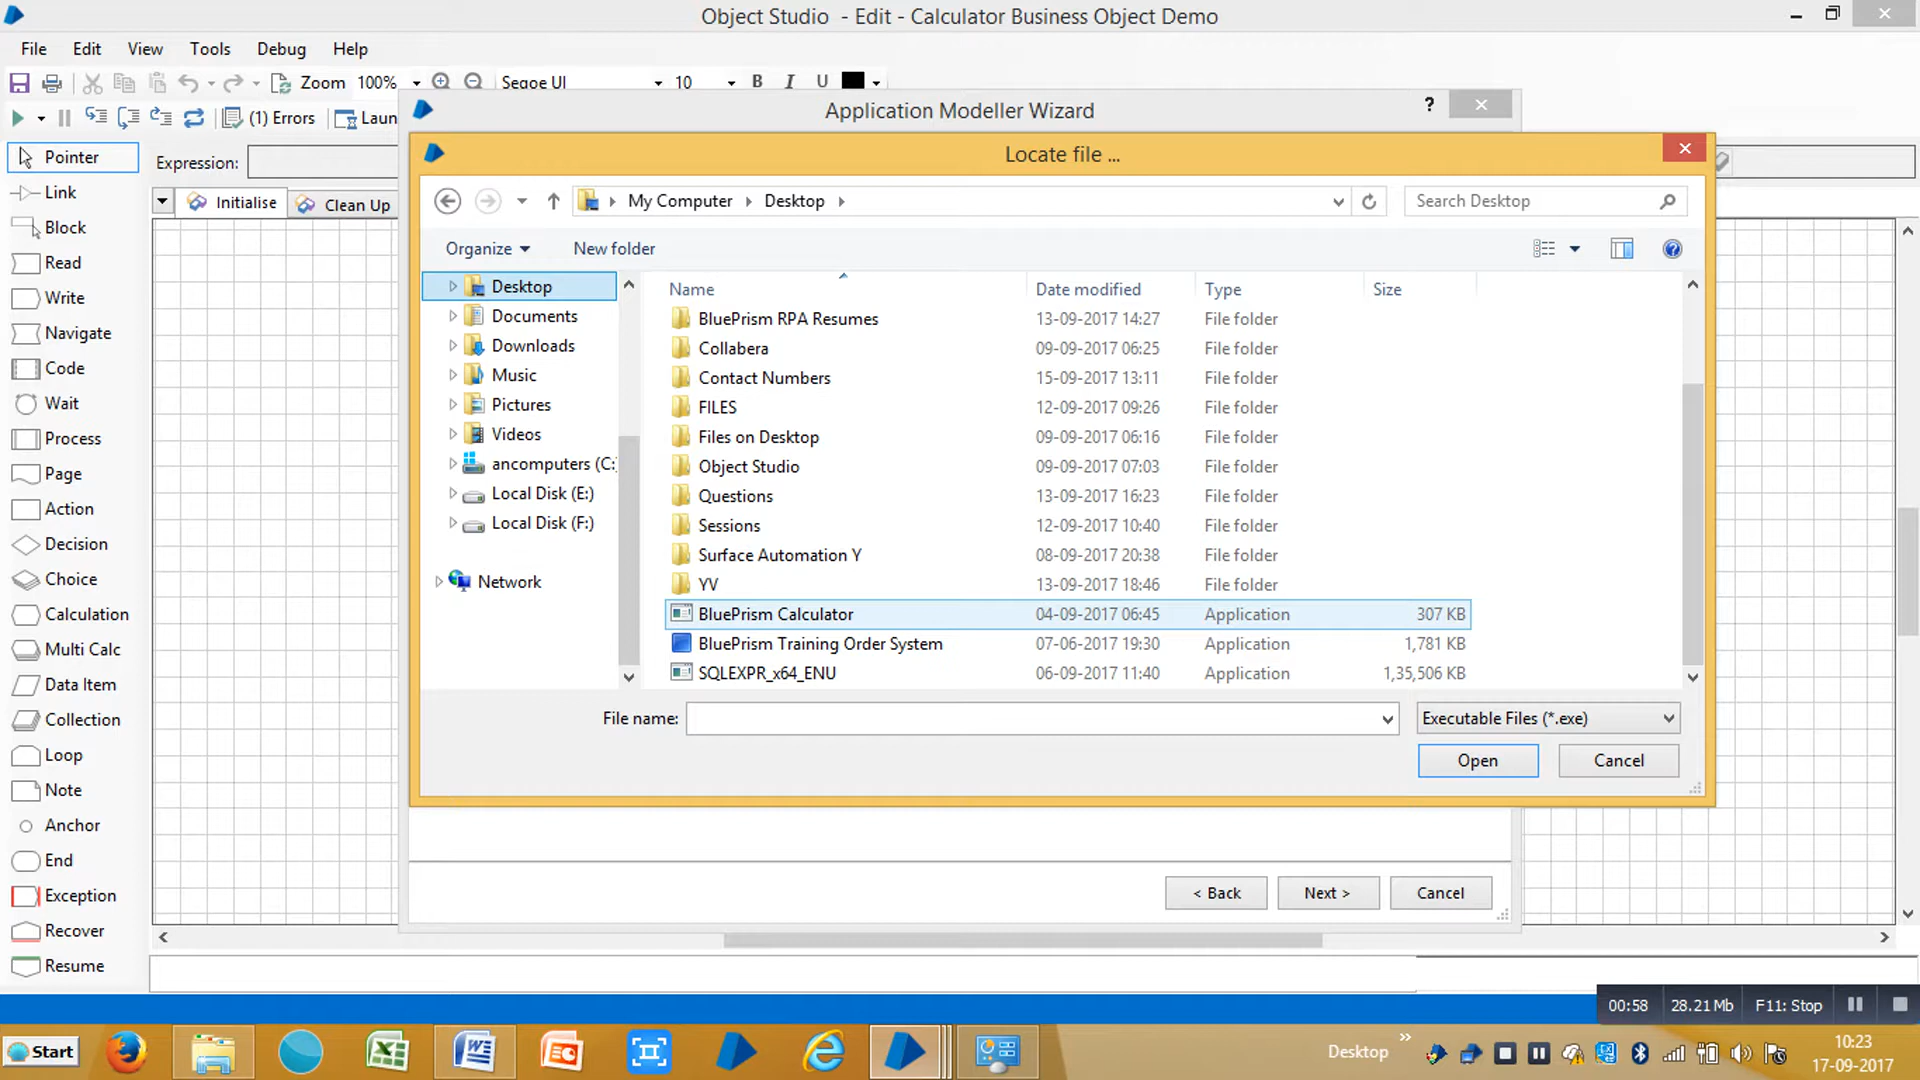 Object Studio - Edit - Calculator Business Object Demo
File Edit View Tools Debug Help
Zoom 100% Segoe UI 10 B I U
(1) Errors Laun
Application Modeller Wizard ?
Pointer Expression:
Locate file ...
Link Initialise Clean Up
My Computer Desktop Search Desktop
Block
Organize New folder
Read
Write
Navigate
Code
Wait
Process
Page
Action
Decision
Choice
Calculation
Multi Calc
Data Item
Collection
Loop
Note
Anchor
End
Exception
Recover
Resume
Desktop
Documents
Downloads
Music
Pictures
Videos
ancomputers (C:
Local Disk (E:)
Local Disk (F:)
Network
Name Date modified Type Size
BluePrism RPA Resumes 13-09-2017 14:27 File folder
Collabera 09-09-2017 06:25 File folder
Contact Numbers 15-09-2017 13:11 File folder
FILES 12-09-2017 09:26 File folder
Files on Desktop 09-09-2017 06:16 File folder
Object Studio 09-09-2017 07:03 File folder
Questions 13-09-2017 16:23 File folder
Sessions 12-09-2017 10:40 File folder
Surface Automation Y 08-09-2017 20:38 File folder
YV 13-09-2017 18:46 File folder
BluePrism Calculator 04-09-2017 06:45 Application 307 KB
BluePrism Training Order System 07-06-2017 19:30 Application 1,781 KB
SQLEXPR_x64_ENU 06-09-2017 11:40 Application 1,35,506 KB
File name: Executable Files (*.exe)
Open Cancel
< Back Next > Cancel
00:58 28.21 Mb F11: Stop
Start Desktop 10:23
17-09-2017